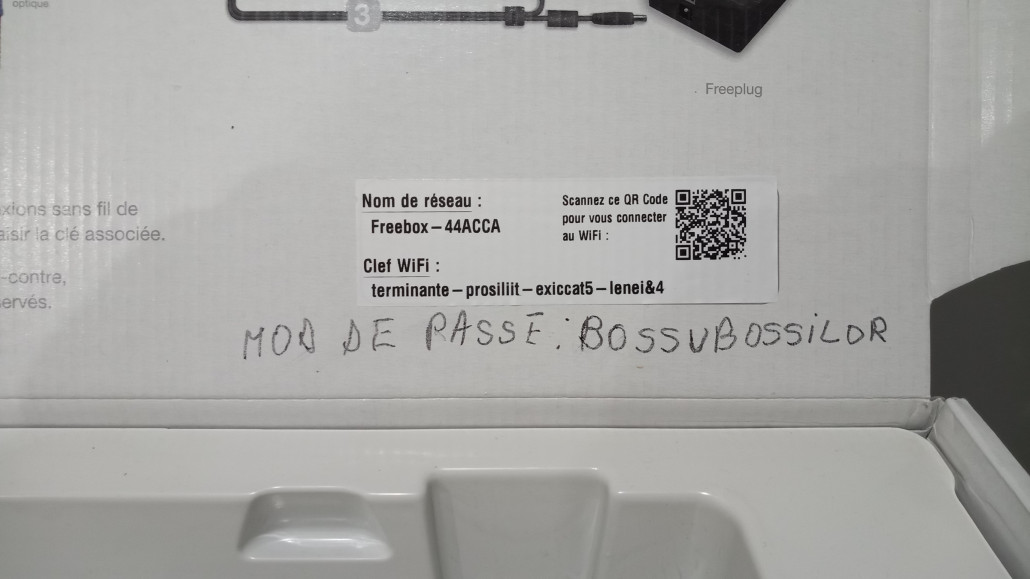 optique
3
Freeplug
xions sans fil de
aisir la clé associée.
-contre,
ervés.
Nom de réseau :
Freebox-44ACCA
Scannez ce QR Code
pour vous connecter
au WiFi :
Clef WiFi :
terminante-prosiliit-exiccat5-lenei&4
MOD DE PASSE : BOSSUBOSSiLOR